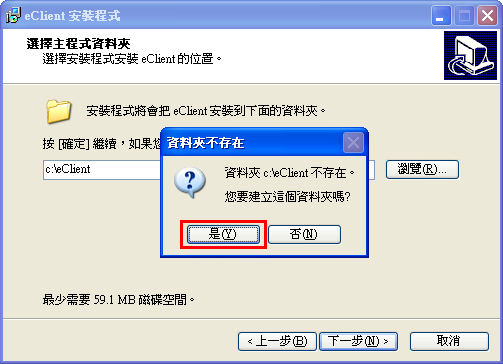 eClient 安裝程式
選擇主程式資料夾
選擇安裝程式安裝 eClient 的位置。
安裝程式將會把 eClient 安裝到下面的資料夾。
按 [確定] 繼續，如果您
c:\eClient
瀏覽(R)...
資料夾不存在
資料夾 c:\eClient 不存在。
您要建立這個資料夾嗎?
是(Y)
否(N)
最少需要 59.1 MB 磁碟空間。
< 上一步(B)
下一步(N) >
取消